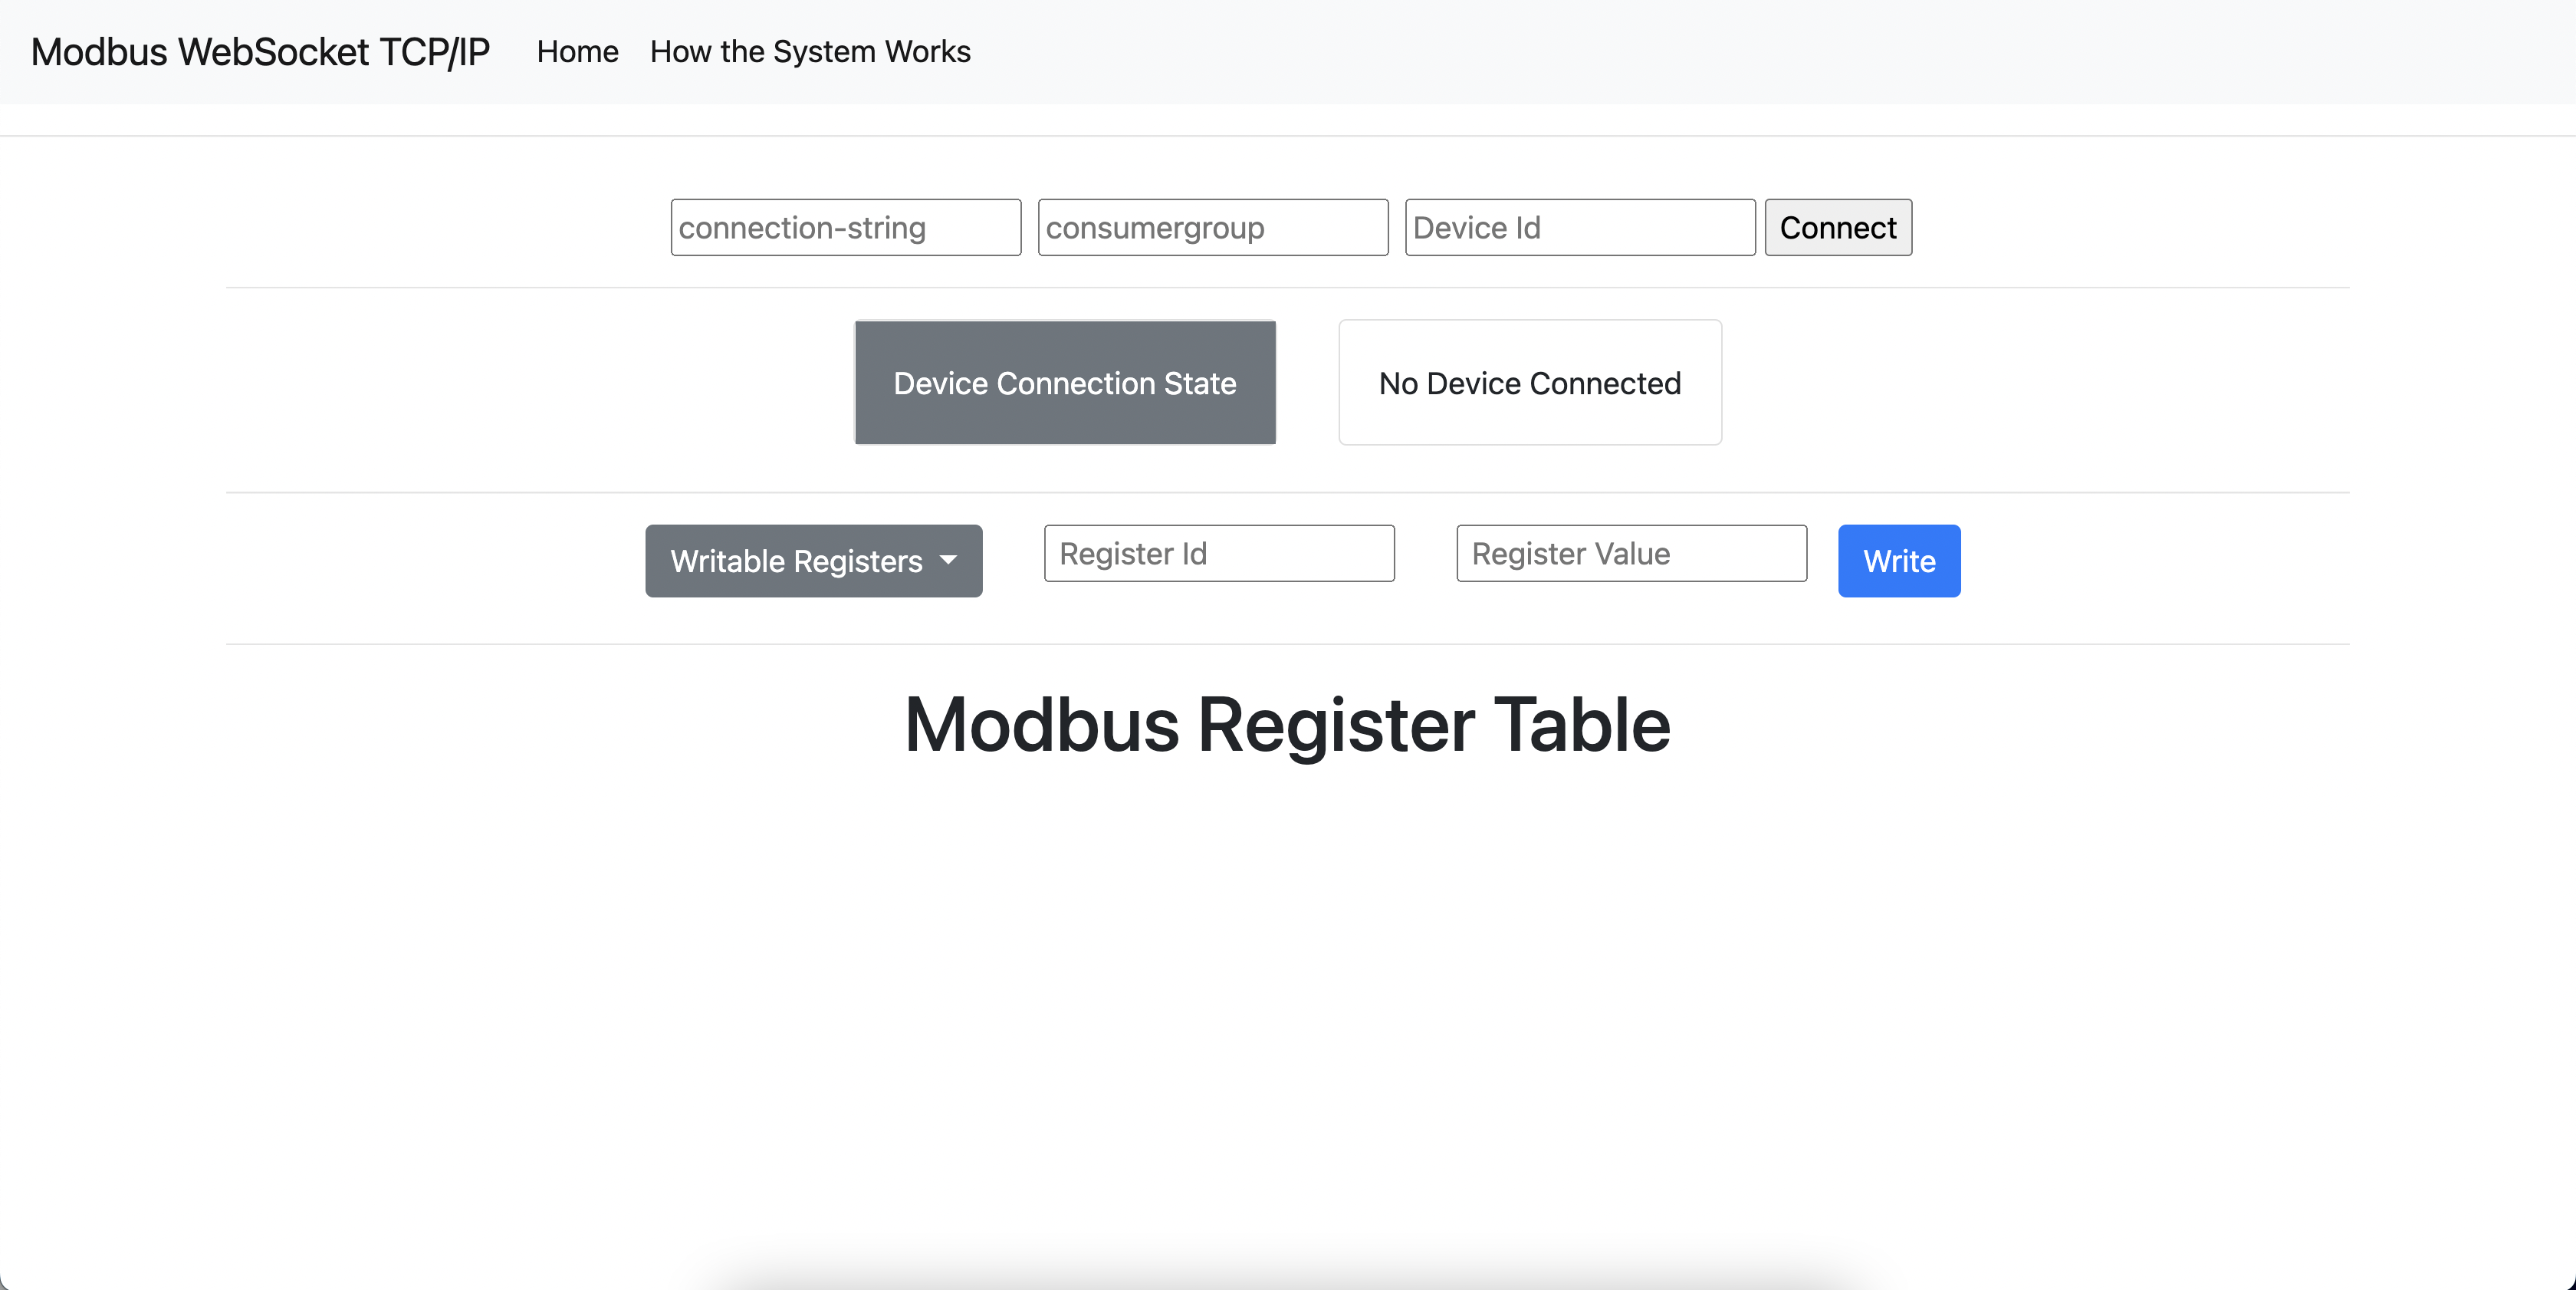 Modbus WebSocket TCP/IP Home How the System Works
connection-string consumergroup Device Id Connect
Device Connection State No Device Connected
Writable Registers Register Id Register Value Write
Modbus Register Table